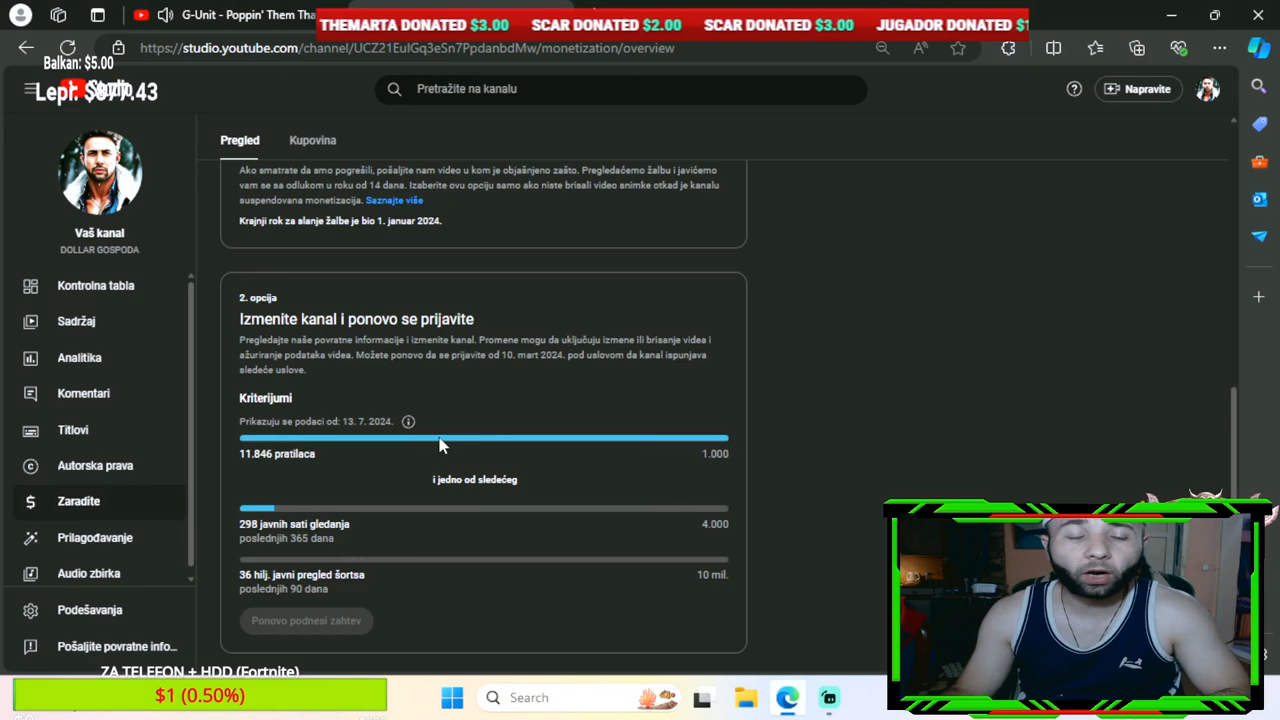 G-Unit - Poppin' Them Tha
THEMARTA DONATED $3.00 SCAR DONATED $2.00 SCAR DONATED $3.00 JUGADOR DONATED $1
https://studio.youtube.com/channel/UCZ21EuIGq3eSn7PpdanbdMw/monetization/overview
Balkan: $5.00
Lepi: $877.43
Pretražite na kanalu
Napravite
Pregled
Kupovina
Ako smatrate da smo pogrešili, pošaljite nam video u kom je objašnjeno zašto. Pregledaćemo žalbu i javićemo
vam se sa odlukom u roku od 14 dana. Izaberite ovu opciju samo ako niste brisali video snimke otkad je kanalu
suspendovana monetizacija. Saznajte više
Krajnji rok za slanje žalbe je bio 1. januar 2024.
Vaš kanal
DOLLAR GOSPODA
Kontrolna tabla
Sadržaj
Analitika
Komentari
Titlovi
Autorska prava
Zaradite
Prilagođavanje
Audio zbirka
Podešavanja
Pošaljite povratne info...
2. opcija
Izmenite kanal i ponovo se prijavite
Pregledajte naše povratne informacije i izmenite kanal. Promene mogu da uključuju izmene ili brisanje videa i
ažuriranje podataka videa. Možete ponovo da se prijavite od 10. mart 2024. pod uslovom da kanal ispunjava
sledeće uslove.
Kriterijumi
Prikazuju se podaci od: 13. 7. 2024.
11.846 pratilaca
1.000
i jedno od sledećeg
298 javnih sati gledanja
4.000
poslednjih 365 dana
36 hilj. javni pregled šortsa
10 mil.
poslednjih 90 dana
Ponovo podnesi zahtev
ZA TELEFON + HDD (Fortnite)
$1 (0.50%)
Search